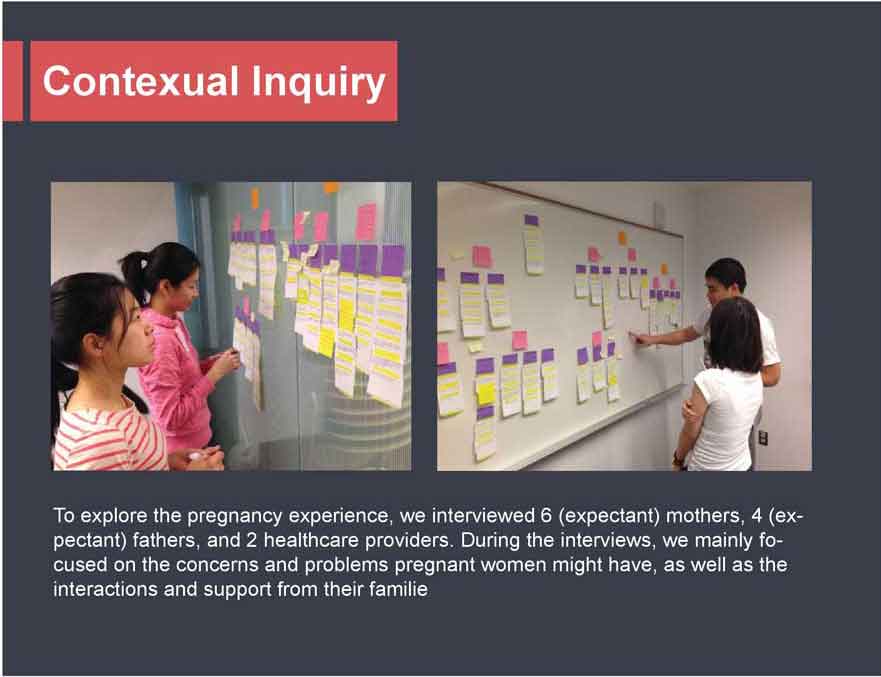 Contexual Inquiry
To explore the pregnancy experience, we interviewed 6 (expectant) mothers, 4 (ex-
pectant) fathers, and 2 healthcare providers. During the interviews, we mainly fo-
cused on the concerns and problems pregnant women might have, as well as the
interactions and support from their familie